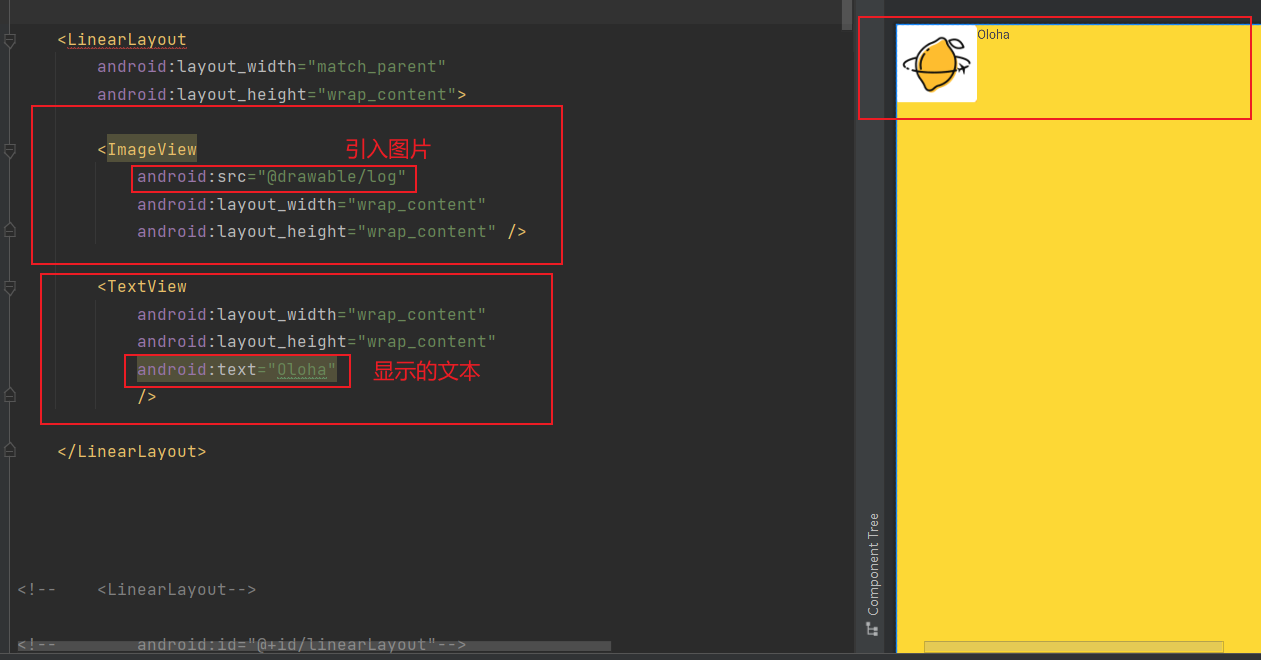 <LinearLayout
android:layout_width="match_parent"
android:layout_height="wrap_content">
<ImageView
引入图片
android:src="@drawable/log"
android:layout_width="wrap_content"
android:layout_height="wrap_content" />
<TextView
android:layout_width="wrap_content"
android:layout_height="wrap_content"
android:text="Oloha"
显示的文本
/>
</LinearLayout>
<!--    <LinearLayout-->
<!--        android:id="@+id/linearLayout"-->
Oloha
Component Tree